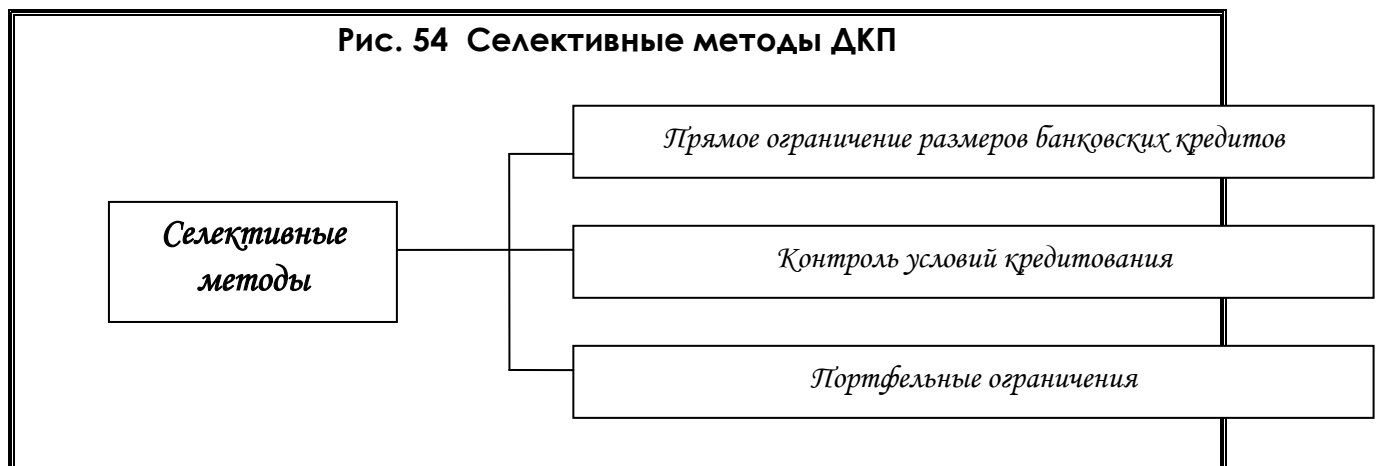 Рис. 54 Селективные методы ДКП
Прямое ограничение размеров банковских кредитов
Селективные
методы
Контроль условий кредитования
Портфельные ограничения